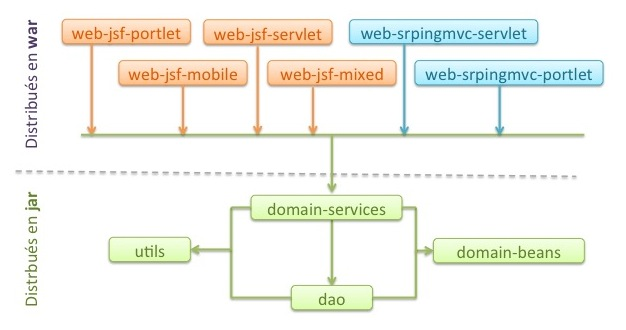 Distribués en war
web-jsf-portlet
web-jsf-servlet
web-srpingmvc-servlet
web-jsf-mobile
web-jsf-mixed
web-srpingmvc-portlet
Distrbués en jar
domain-services
utils
domain-beans
dao